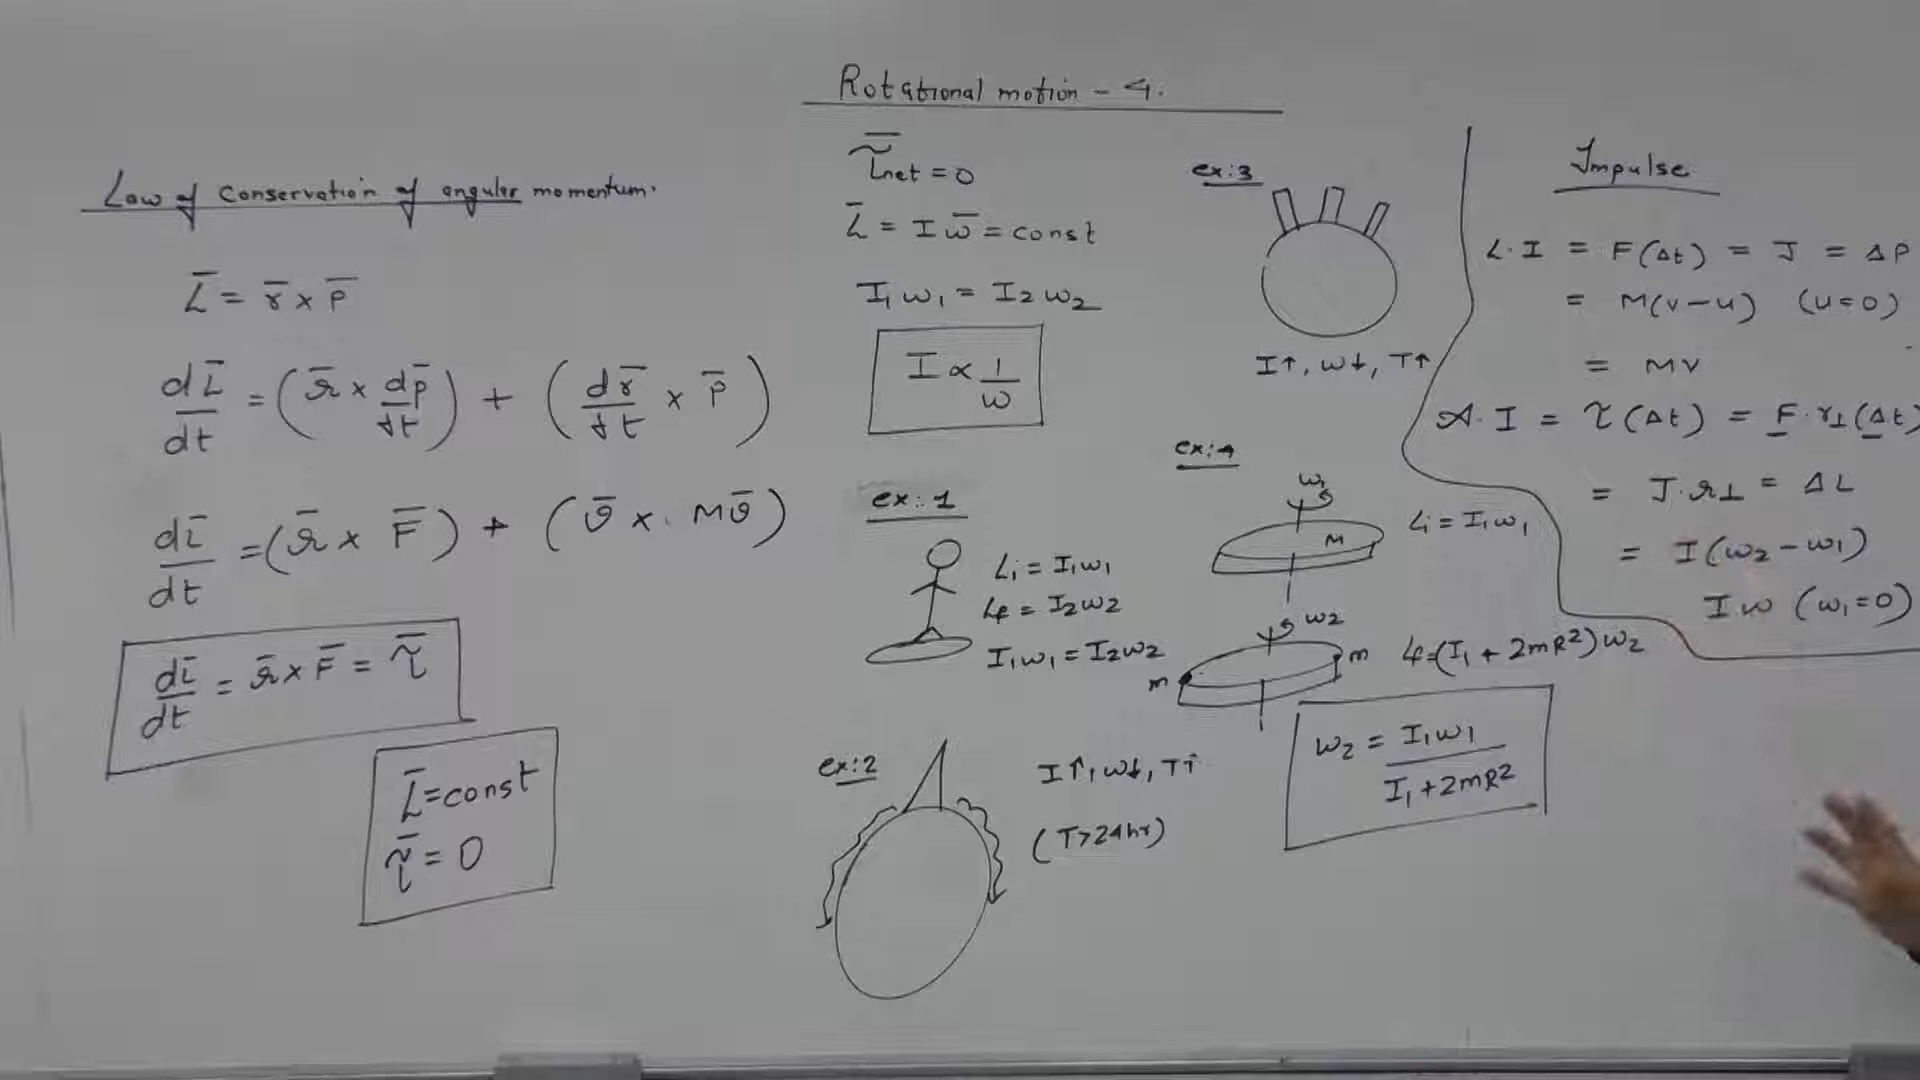 Rotational motion - 4.
Law of Conservation of angular momentum.
L̄ = r̄ × p̄
dL̄/dt = (r̄ × dp̄/dt) + (dr̄/dt × p̄)
dL̄/dt = (r̄ × F̄) + (v̄ × Mv̄)
dL̄/dt = r̄ × F̄ = τ̄
L̄ = const
τ̄ = 0
τ̄net = 0
L̄ = I ω̄ = const
I₁ω₁ = I₂ω₂
I ∝ 1/ω
ex:1
Li = I₁ω₁
Lf = I₂ω₂
I₁ω₁ = I₂ω₂
ex:2
I↑, ω↓, T↑
(T>24hr)
ex:3
I↑, ω↓, T↑
ex:4
ω₁
M
Li = I₁ω₁
ω₂
m
m
Lf = (I₁ + 2mR²)ω₂
ω₂ = I₁ω₁/(I₁ + 2mR²)
Impulse
L.I = F(Δt) = J = ΔP
= M(v-u) (u=0)
= MV
A.I = τ(Δt) = F.r⊥(Δt)
= J.r⊥ = ΔL
= I(ω₂ - ω₁)
Iω (ω₁=0)